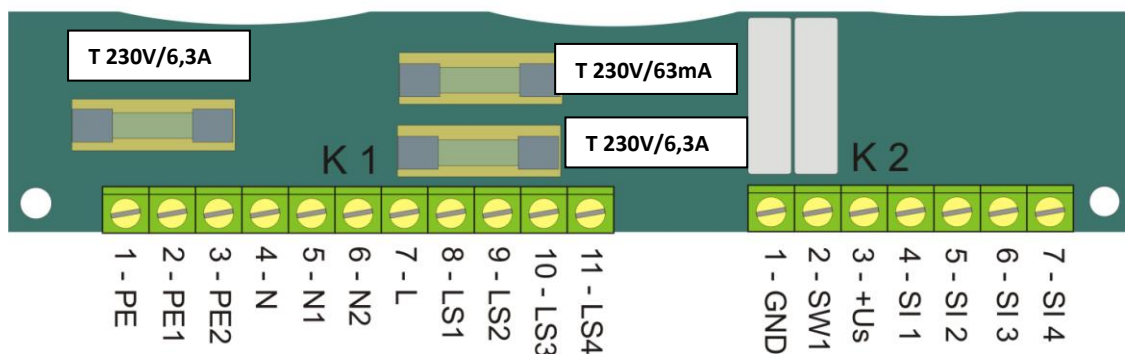 T 230V/6,3A
T 230V/63mA
T 230V/6,3A
K 1
K 2
1 - PE
2 - PE1
3 - PE2
4 - N
5 - N1
6 - N2
7 - L
8 - LS1
9 - LS2
10 - LS3
11 - LS4
1 - GND
2 - SW1
3 - +Us
4 - SI 1
5 - SI 2
6 - SI 3
7 - SI 4